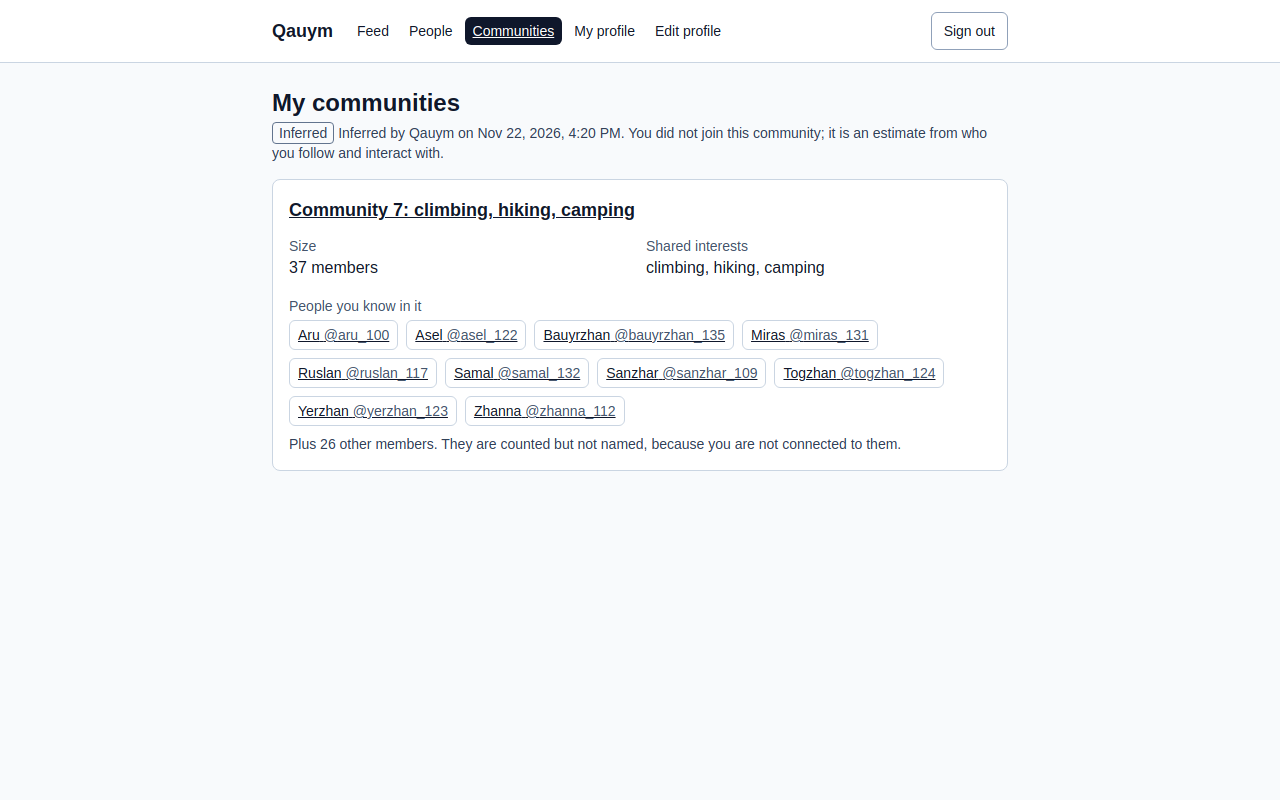 Qauym Feed People Communities My profile Edit profile Sign out
My communities
Inferred Inferred by Qauym on Nov 22, 2026, 4:20 PM. You did not join this community; it is an estimate from who
you follow and interact with.
Community 7: climbing, hiking, camping
Size Shared interests
37 members climbing, hiking, camping
People you know in it
Aru @aru_100 Asel @asel_122 Bauyrzhan @bauyrzhan_135 Miras @miras_131
Ruslan @ruslan_117 Samal @samal_132 Sanzhar @sanzhar_109 Togzhan @togzhan_124
Yerzhan @yerzhan_123 Zhanna @zhanna_112
Plus 26 other members. They are counted but not named, because you are not connected to them.